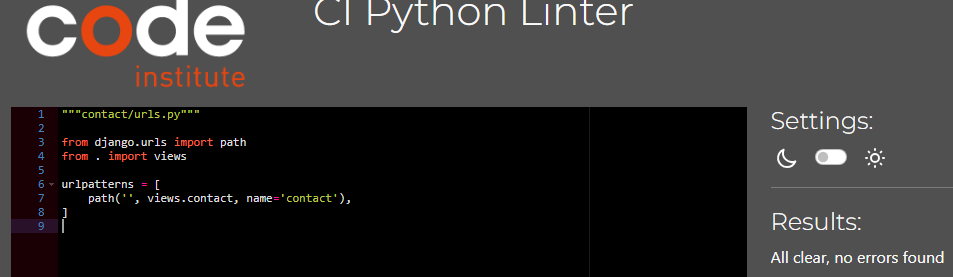 code
institute
CI Python Linter
1 """contact/urls.py"""
2
3 from django.urls import path
4 from . import views
5
6 urlpatterns = [
7     path('', views.contact, name='contact'),
8 ]
9
Settings:
Results:
All clear, no errors found